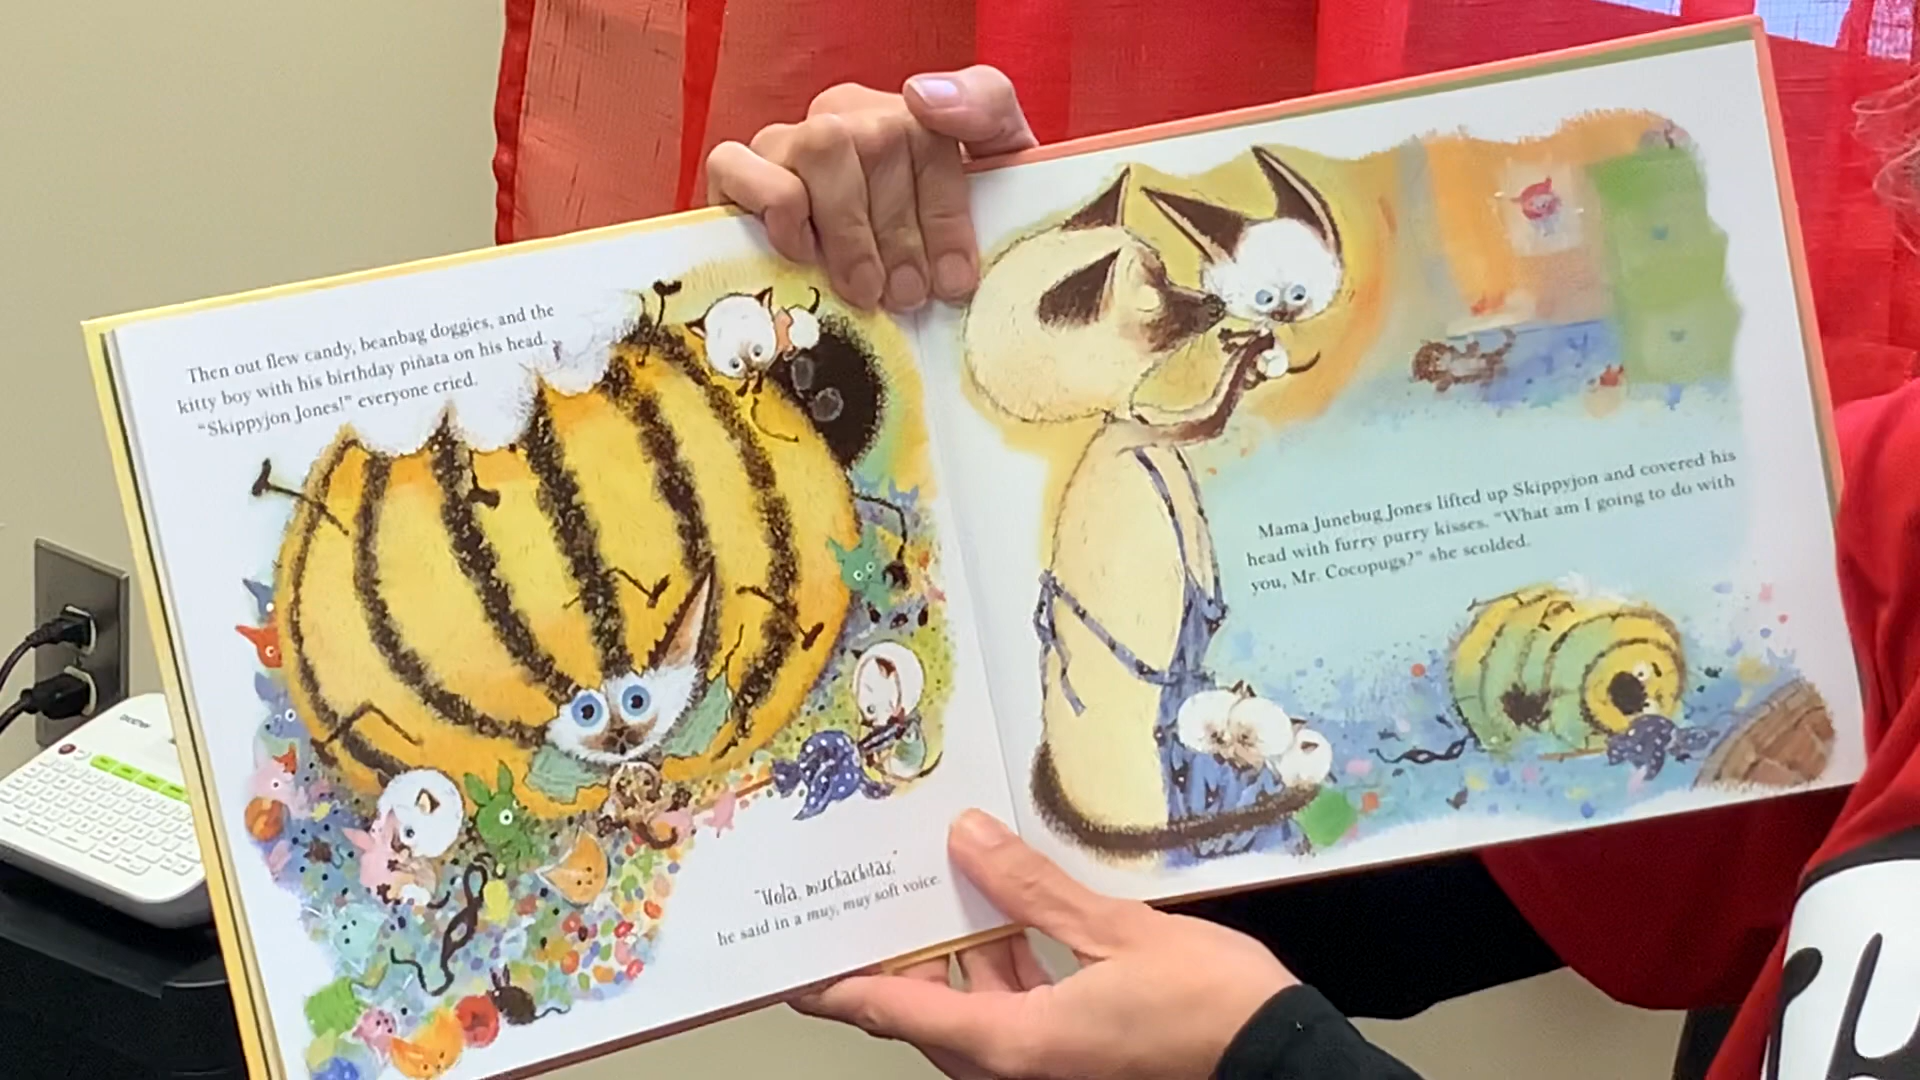 Then out flew candy, beanbag doggies, and the
kitty boy with his birthday piñata on his head.
"Skippyjon Jones!" everyone cried.
"Hola, muchachitas,"
he said in a muy, muy soft voice.
Mama Junebug Jones lifted up Skippyjon and covered his
head with furry purry kisses. "What am I going to do with
you, Mr. Cocopugs?" she scolded.
brother